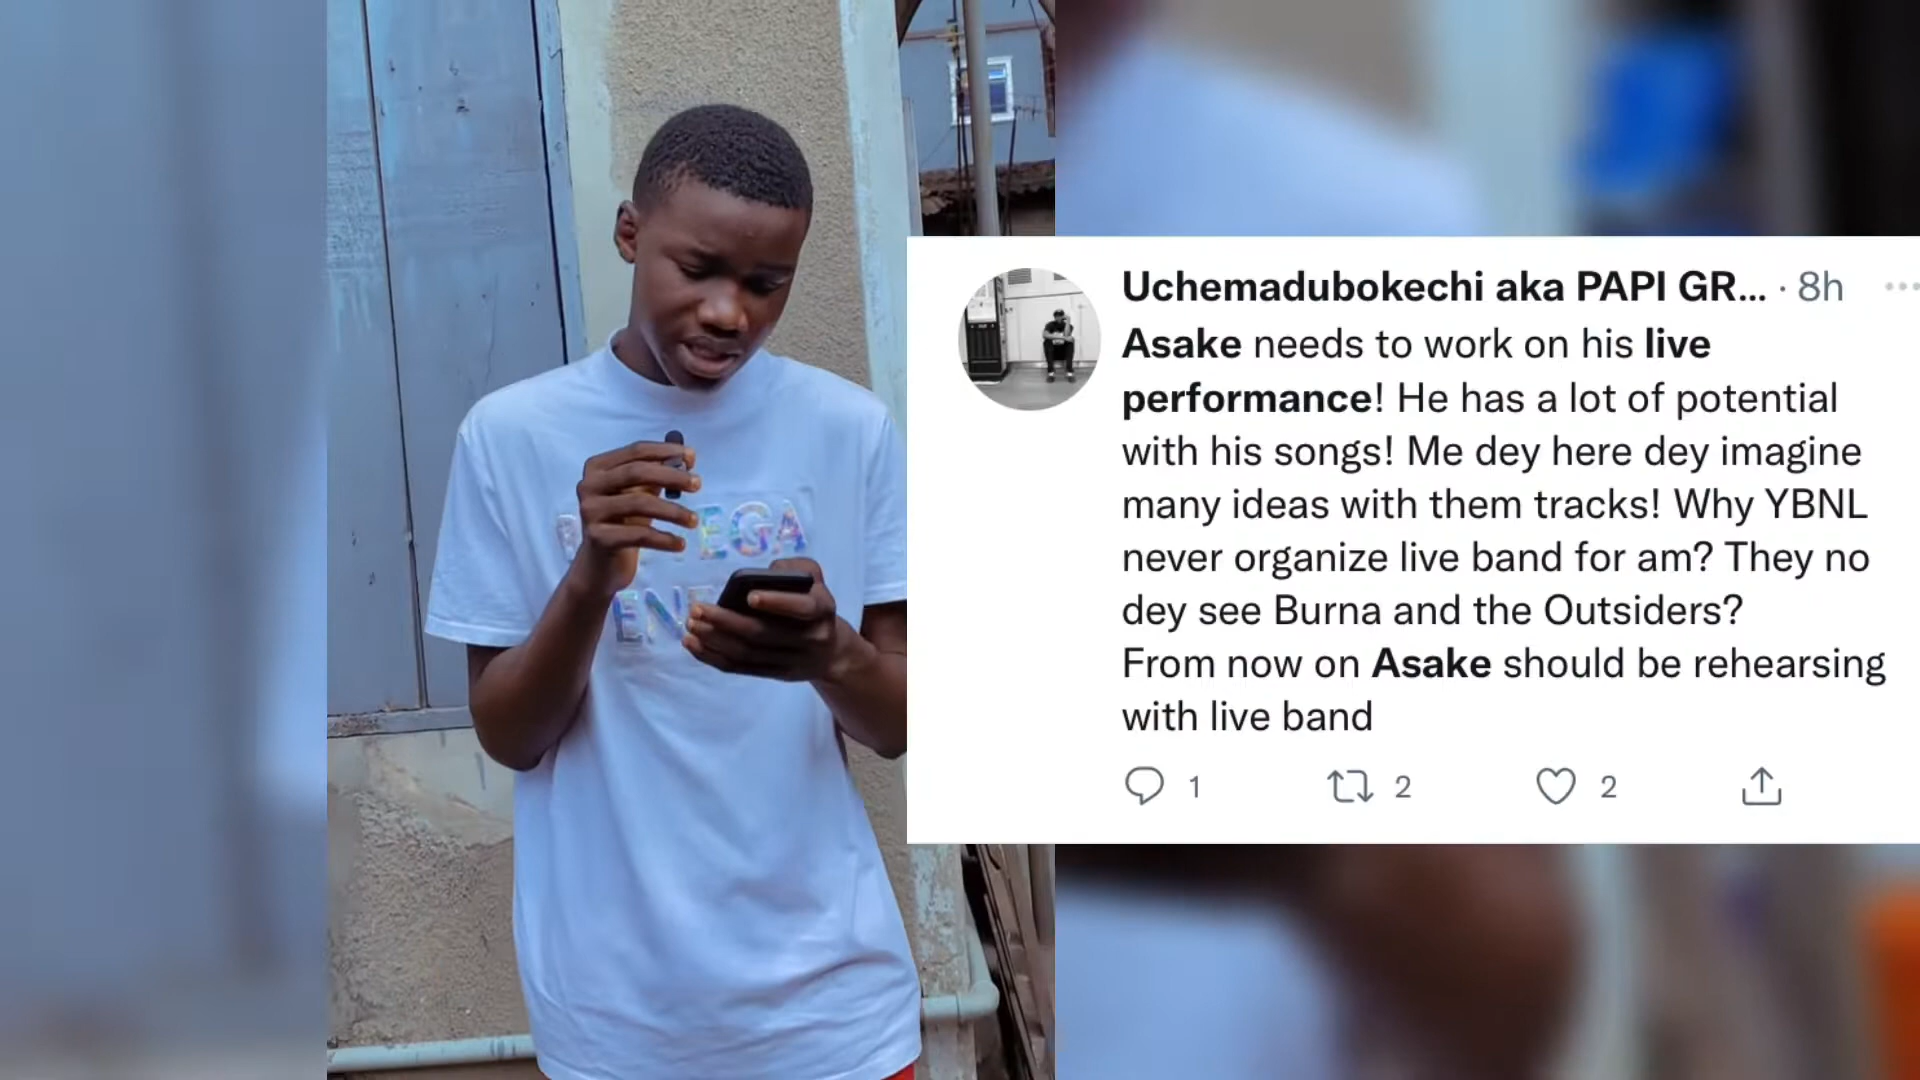 EGA
EN
Uchemadubokechi aka PAPI GR... · 8h
Asake needs to work on his live
performance! He has a lot of potential
with his songs! Me dey here dey imagine
many ideas with them tracks! Why YBNL
never organize live band for am? They no
dey see Burna and the Outsiders?
From now on Asake should be rehearsing
with live band
1 2 2